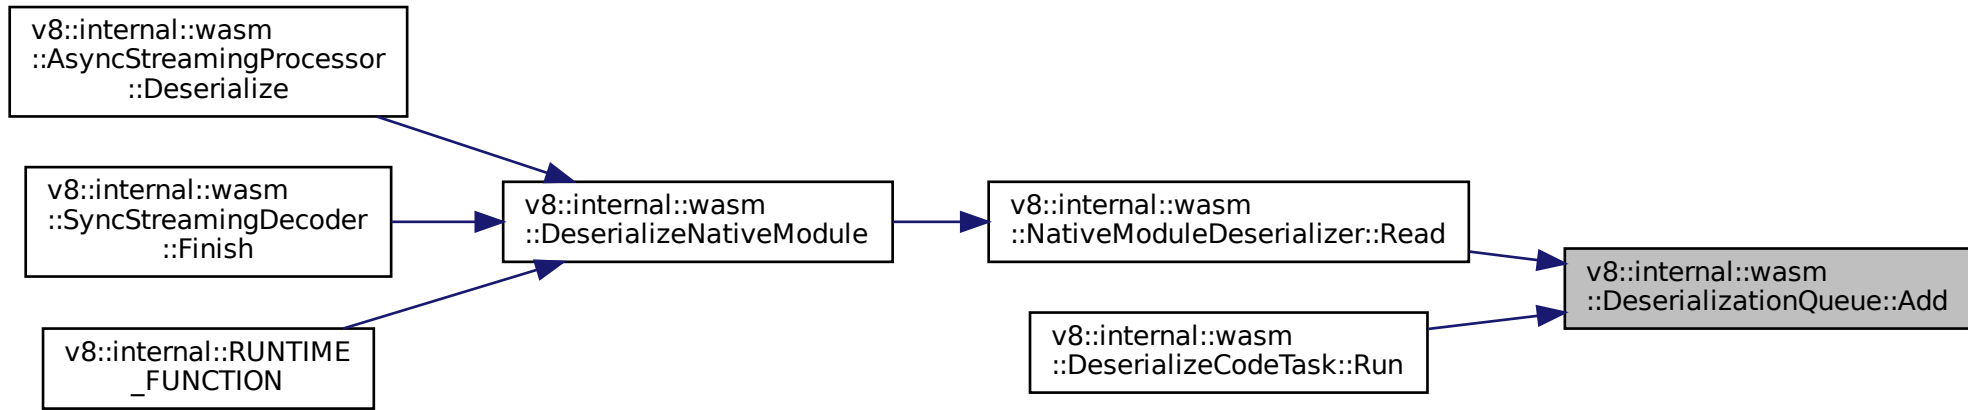 v8::internal::wasm
::AsyncStreamingProcessor
::Deserialize
v8::internal::wasm
::SyncStreamingDecoder
::Finish
v8::internal::RUNTIME
_FUNCTION
v8::internal::wasm
::DeserializeNativeModule
v8::internal::wasm
::NativeModuleDeserializer::Read
v8::internal::wasm
::DeserializeCodeTask::Run
v8::internal::wasm
::DeserializationQueue::Add